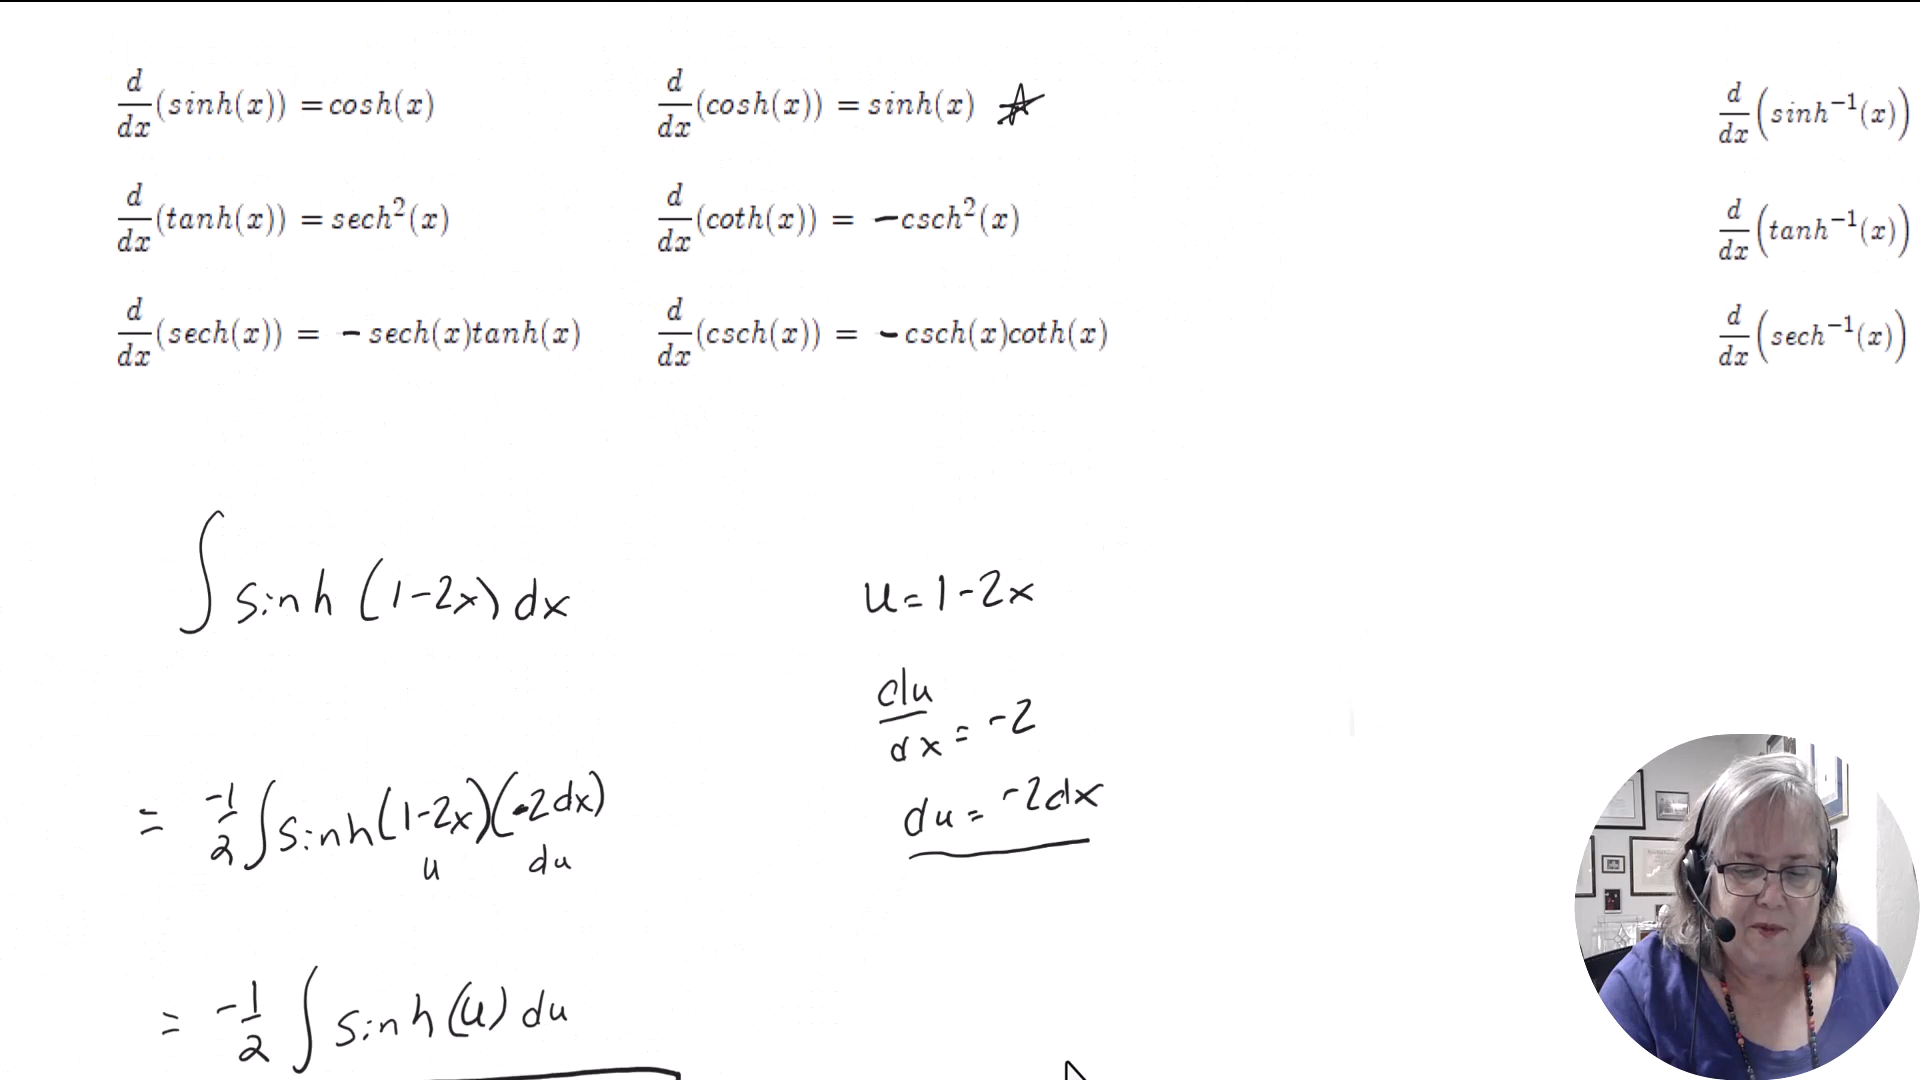 d/dx (sinh(x)) = cosh(x)    d/dx (cosh(x)) = sinh(x) ☆    d/dx (sinh⁻¹(x))
d/dx (tanh(x)) = sech²(x)    d/dx (coth(x)) = −csch²(x)    d/dx (tanh⁻¹(x))
d/dx (sech(x)) = − sech(x)tanh(x)    d/dx (csch(x)) = −csch(x)coth(x)    d/dx (sech⁻¹(x))
∫ sinh (1-2x) dx    u = 1-2x
du/dx = -2
= -1/2 ∫ sinh(1-2x)(-2dx)    du = -2dx
u    du
= -1/2 ∫ sinh(u) du